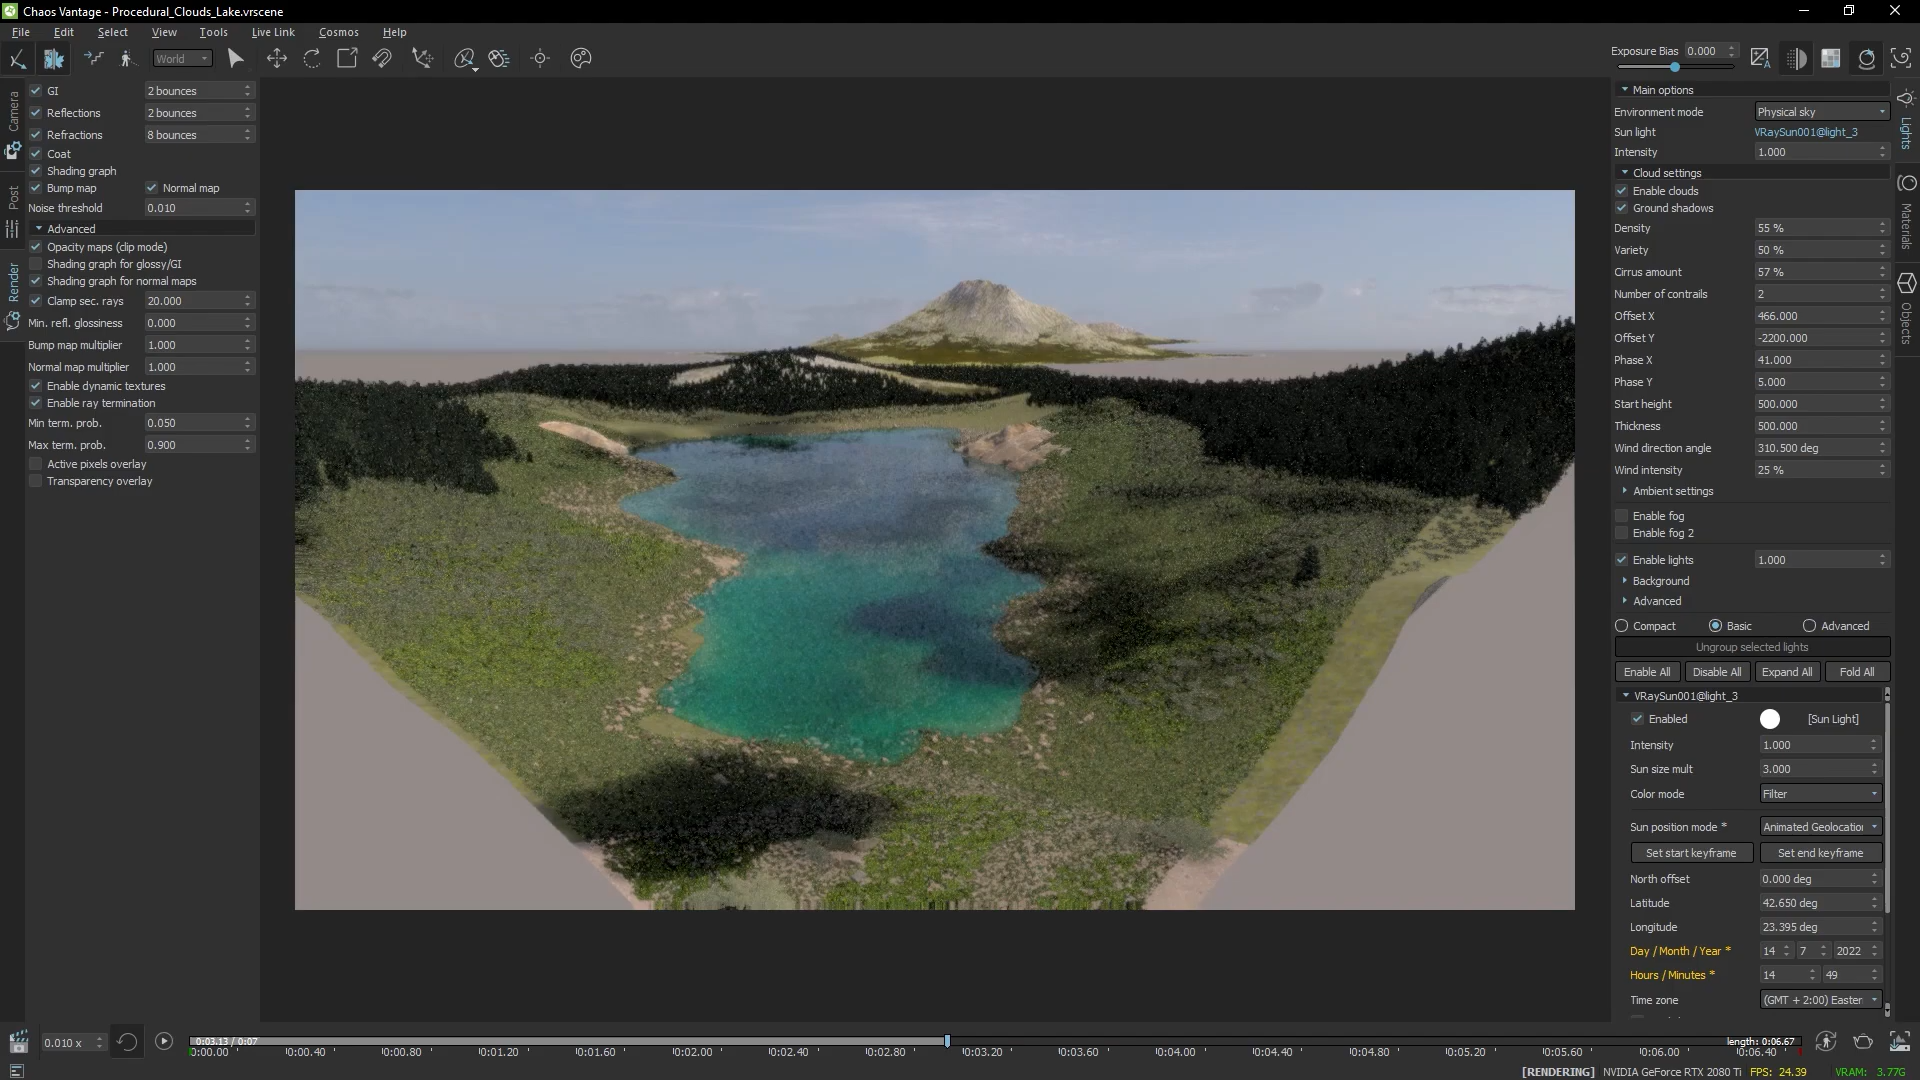 Chaos Vantage - Procedural_Clouds_Lake.vrscene
File Edit Select View Tools Live Link Cosmos Help
World
Exposure Bias 0.000
Camera
Post
Render
GI 2 bounces
Reflections 2 bounces
Refractions 8 bounces
Coat
Shading graph
Bump map Normal map
Noise threshold 0.010
Advanced
Opacity maps (clip mode)
Shading graph for glossy/GI
Shading graph for normal maps
Clamp sec. rays 20.000
Min. refl. glossiness 0.000
Bump map multiplier 1.000
Normal map multiplier 1.000
Enable dynamic textures
Enable ray termination
Min term. prob. 0.050
Max term. prob. 0.900
Active pixels overlay
Transparency overlay
Main options
Environment mode Physical sky
Sun light VRaySun001@light_3
Intensity 1.000
Cloud settings
Enable clouds
Ground shadows
Density 55 %
Variety 50 %
Cirrus amount 57 %
Number of contrails 2
Offset X 466.000
Offset Y -2200.000
Phase X 41.000
Phase Y 5.000
Start height 500.000
Thickness 500.000
Wind direction angle 310.500 deg
Wind intensity 25 %
Ambient settings
Enable fog
Enable fog 2
Enable lights 1.000
Background
Advanced
Compact Basic Advanced
Ungroup selected lights
Enable All Disable All Expand All Fold All
VRaySun001@light_3
Enabled [Sun Light]
Intensity 1.000
Sun size mult 3.000
Color mode Filter
Sun position mode * Animated Geolocation
Set start keyframe Set end keyframe
North offset 0.000 deg
Latitude 42.650 deg
Longitude 23.395 deg
Day / Month / Year * 14 7 2022
Hours / Minutes * 14 49
Time zone (GMT + 2:00) Easter
Lights
Materials
Objects
0.010 x
0:03.13 / 0:07
length: 0:06.67
0:00.00 0:00.40 0:00.80 0:01.20 0:01.60 0:02.00 0:02.40 0:02.80 0:03.20 0:03.60 0:04.00 0:04.40 0:04.80 0:05.20 0:05.60 0:06.00 0:06.40
[RENDERING] NVIDIA GeForce RTX 2080 Ti FPS: 24.39 VRAM: 3.77G